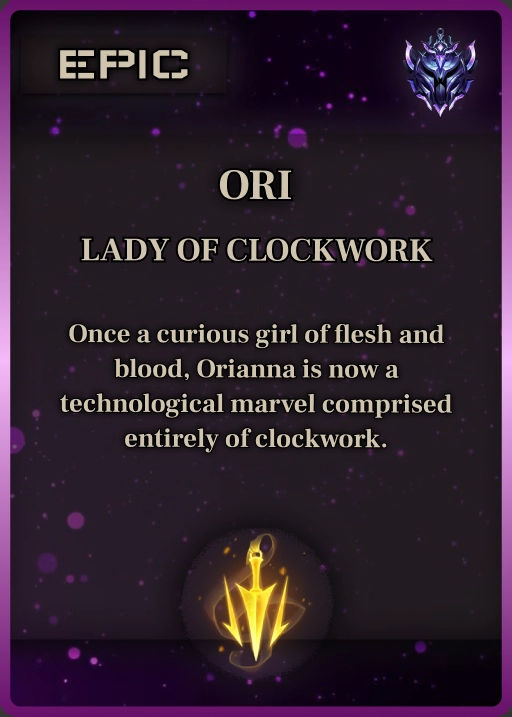 EPIC
ORI
LADY OF CLOCKWORK
Once a curious girl of flesh and
blood, Orianna is now a
technological marvel comprised
entirely of clockwork.